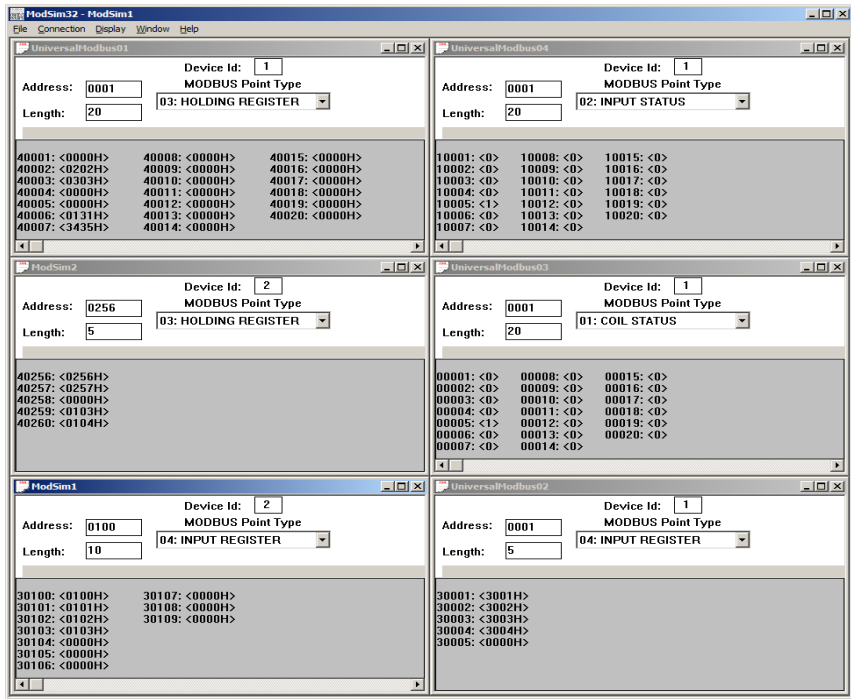 ModSim32 - ModSim1
File Connection Display Window Help
UniversalModbus01
Device Id: 1
Address: 0001
MODBUS Point Type
03: HOLDING REGISTER
Length: 20
40001: <0000H> 40008: <0000H> 40015: <0000H>
40002: <0202H> 40009: <0000H> 40016: <0000H>
40003: <0303H> 40010: <0000H> 40017: <0000H>
40004: <0000H> 40011: <0000H> 40018: <0000H>
40005: <0000H> 40012: <0000H> 40019: <0000H>
40006: <0131H> 40013: <0000H> 40020: <0000H>
40007: <3435H> 40014: <0000H>
UniversalModbus04
Device Id: 1
Address: 0001
MODBUS Point Type
02: INPUT STATUS
Length: 20
10001: <0> 10008: <0> 10015: <0>
10002: <0> 10009: <0> 10016: <0>
10003: <0> 10010: <0> 10017: <0>
10004: <0> 10011: <0> 10018: <0>
10005: <1> 10012: <0> 10019: <0>
10006: <0> 10013: <0> 10020: <0>
10007: <0> 10014: <0>
ModSim2
Device Id: 2
Address: 0256
MODBUS Point Type
03: HOLDING REGISTER
Length: 5
40256: <0256H>
40257: <0257H>
40258: <0000H>
40259: <0103H>
40260: <0104H>
UniversalModbus03
Device Id: 1
Address: 0001
MODBUS Point Type
01: COIL STATUS
Length: 20
00001: <0> 00008: <0> 00015: <0>
00002: <0> 00009: <0> 00016: <0>
00003: <0> 00010: <0> 00017: <0>
00004: <0> 00011: <0> 00018: <0>
00005: <1> 00012: <0> 00019: <0>
00006: <0> 00013: <0> 00020: <0>
00007: <0> 00014: <0>
ModSim1
Device Id: 2
Address: 0100
MODBUS Point Type
04: INPUT REGISTER
Length: 10
30100: <0100H> 30107: <0000H>
30101: <0101H> 30108: <0000H>
30102: <0102H> 30109: <0000H>
30103: <0103H>
30104: <0000H>
30105: <0000H>
30106: <0000H>
UniversalModbus02
Device Id: 1
Address: 0001
MODBUS Point Type
04: INPUT REGISTER
Length: 5
30001: <3001H>
30002: <3002H>
30003: <3003H>
30004: <3004H>
30005: <0000H>